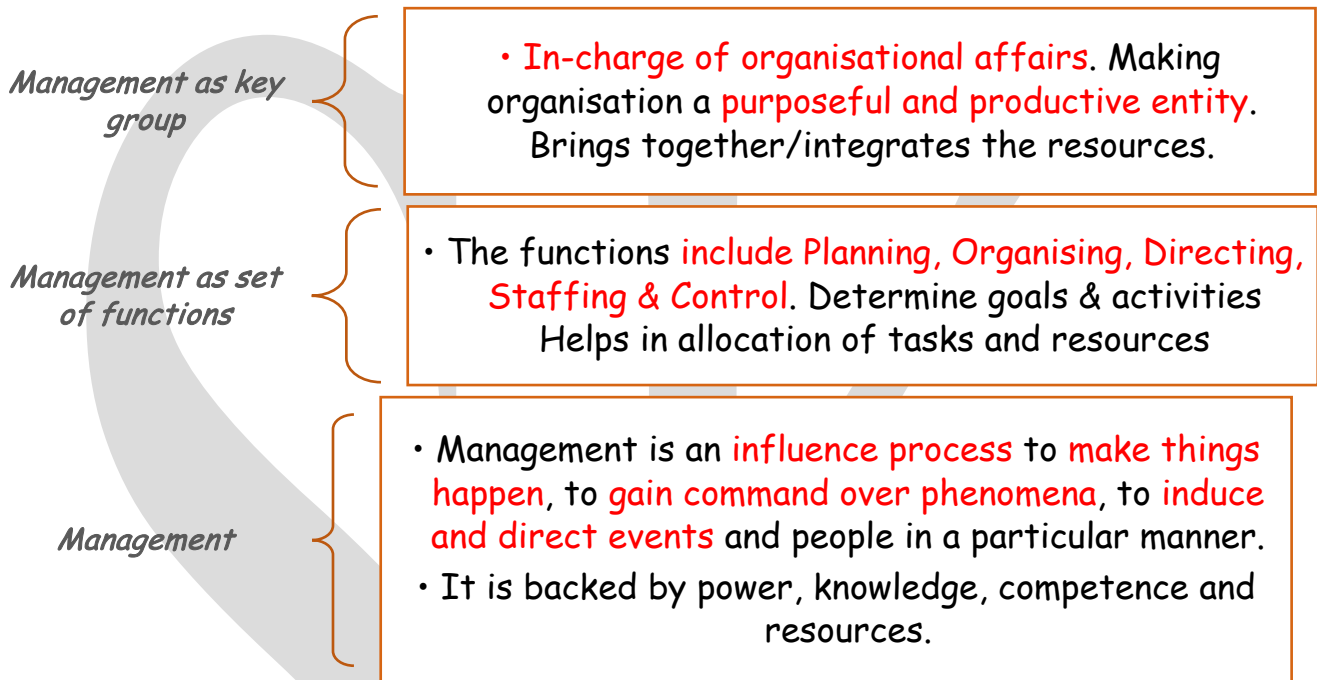 Management as key
group
• In-charge of organisational affairs. Making
organisation a purposeful and productive entity.
Brings together/integrates the resources.
Management as set
of functions
• The functions include Planning, Organising, Directing,
Staffing & Control. Determine goals & activities
Helps in allocation of tasks and resources
Management
• Management is an influence process to make things
happen, to gain command over phenomena, to induce
and direct events and people in a particular manner.
• It is backed by power, knowledge, competence and
resources.